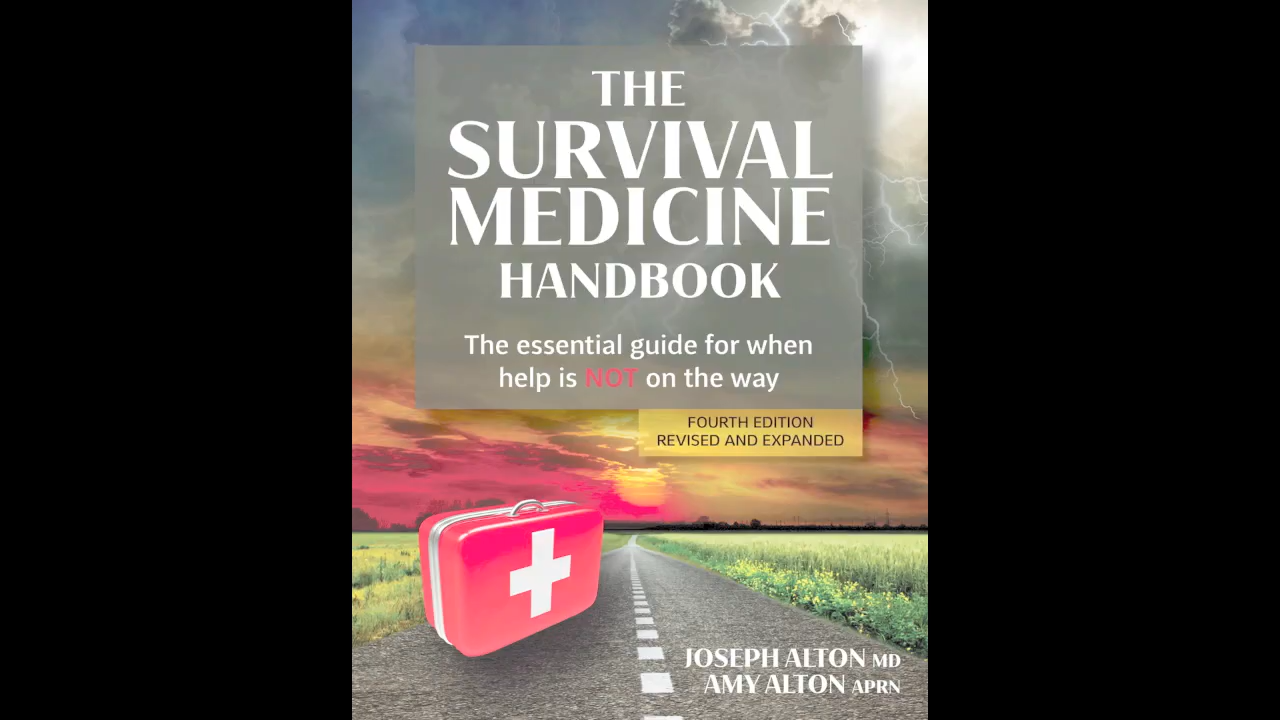 THE
SURVIVAL
MEDICINE
HANDBOOK
The essential guide for when
help is NOT on the way
FOURTH EDITION
REVISED AND EXPANDED
JOSEPH ALTON MD
AMY ALTON APRN